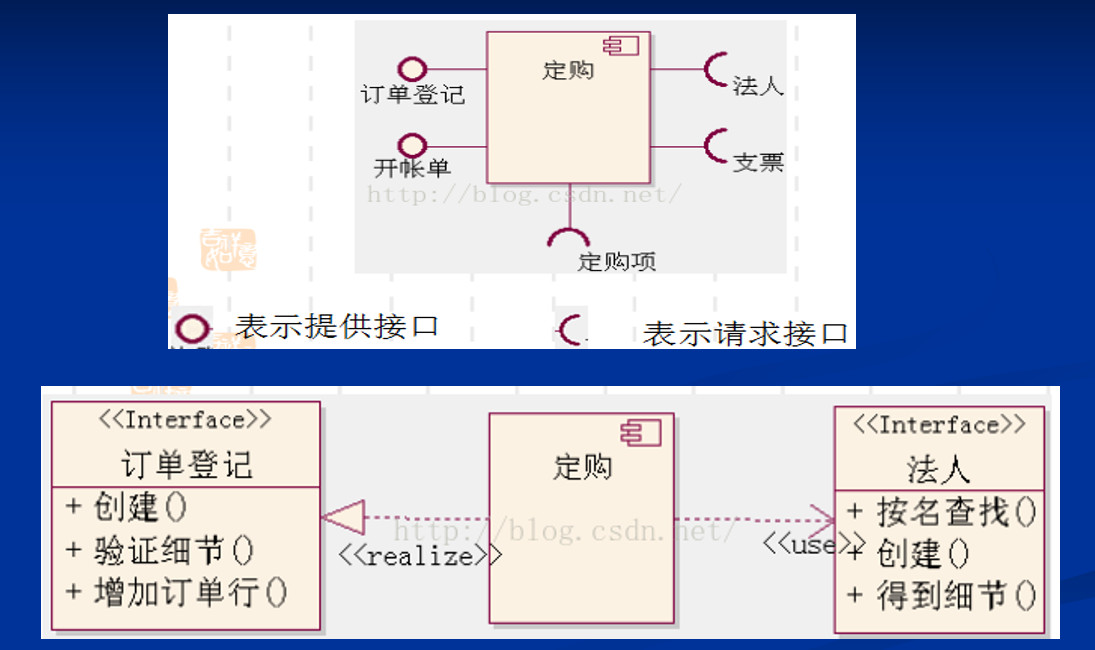 定购
订单登记
法人
开帐单
支票
http://blog.csdn.net/
定购项
表示提供接口
表示请求接口
<<Interface>>
订单登记
+ 创建()
+ 验证细节()
+ 增加订单行()
<<realize>>
定购
http://blog.csdn.net/
<<use>>
<<Interface>>
法人
+ 按名查找()
+ 创建()
+ 得到细节()